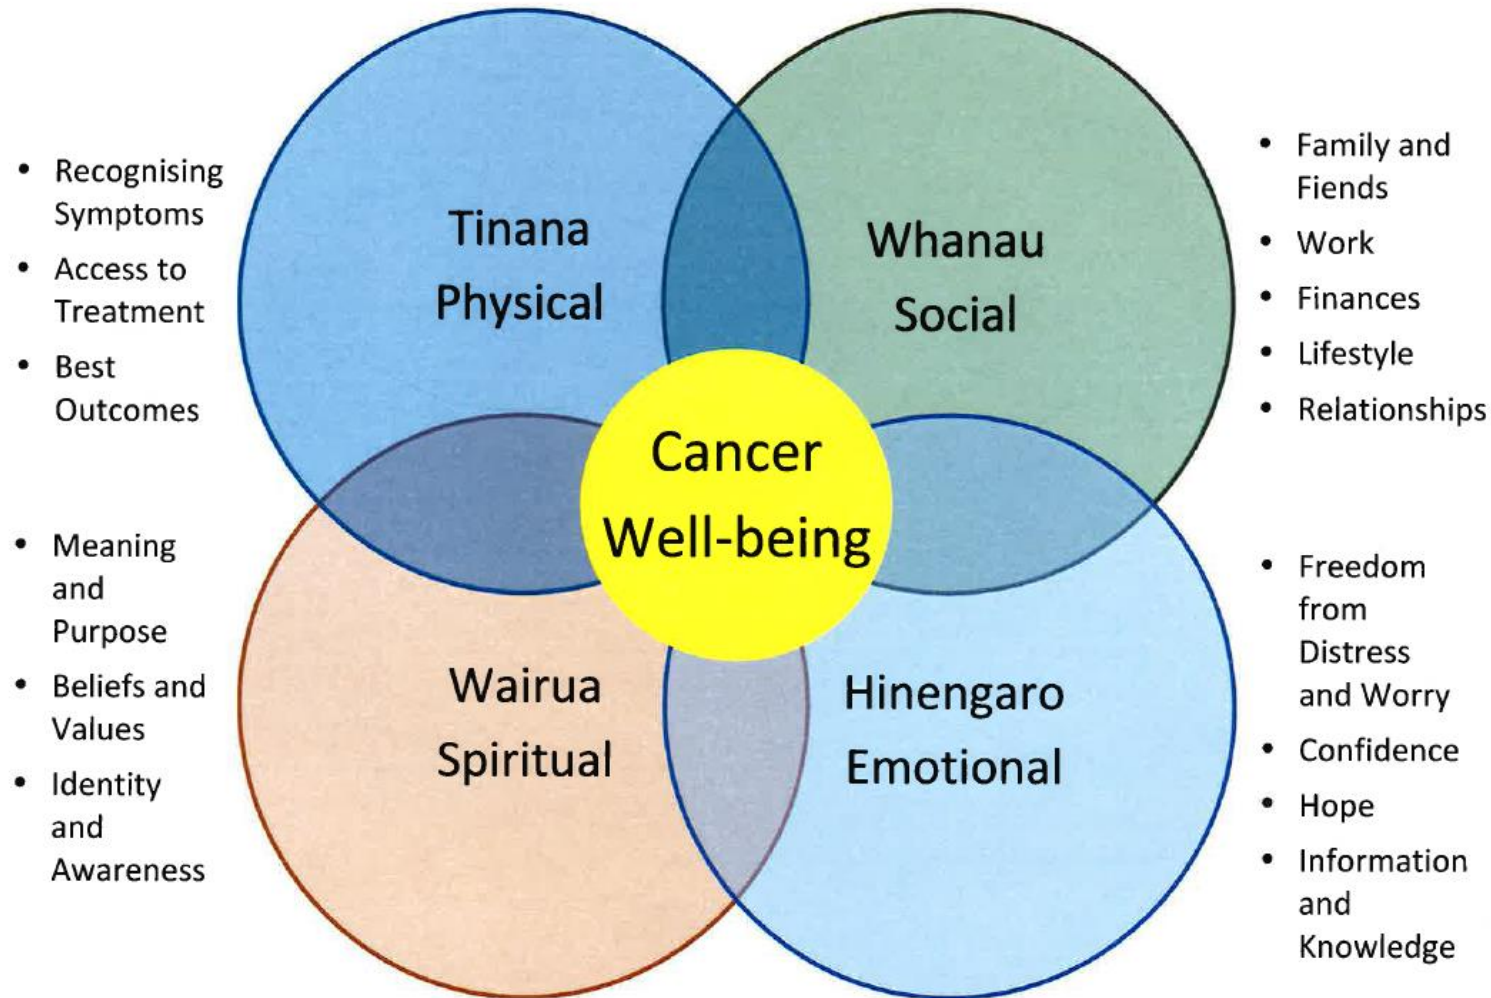 • Recognising
Symptoms
• Access to
Treatment
• Best
Outcomes
Tinana
Physical
Whanau
Social
• Family and
Fiends
• Work
• Finances
• Lifestyle
• Relationships
Cancer
Well-being
• Meaning
and
Purpose
• Beliefs and
Values
• Identity
and
Awareness
Wairua
Spiritual
Hinengaro
Emotional
• Freedom
from
Distress
and Worry
• Confidence
• Hope
• Information
and
Knowledge